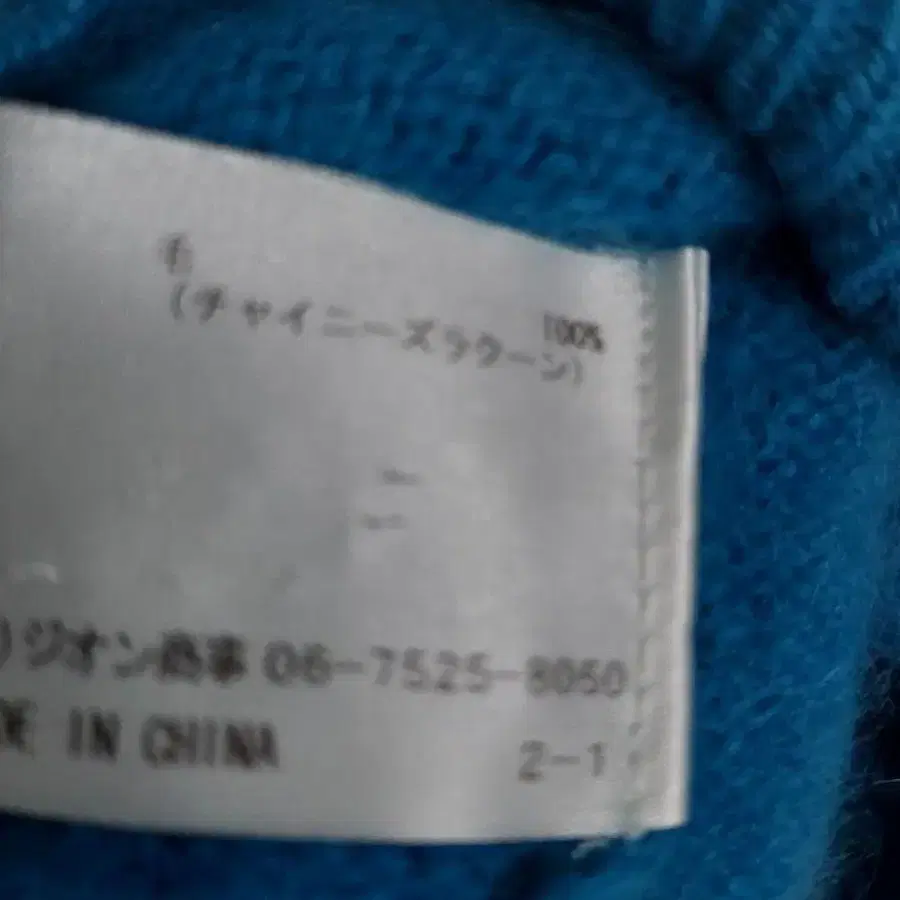 毛
100%
(チャイニーズラクーン)
)ジオン商事 06-7525-8050
DE IN CHINA
2-1